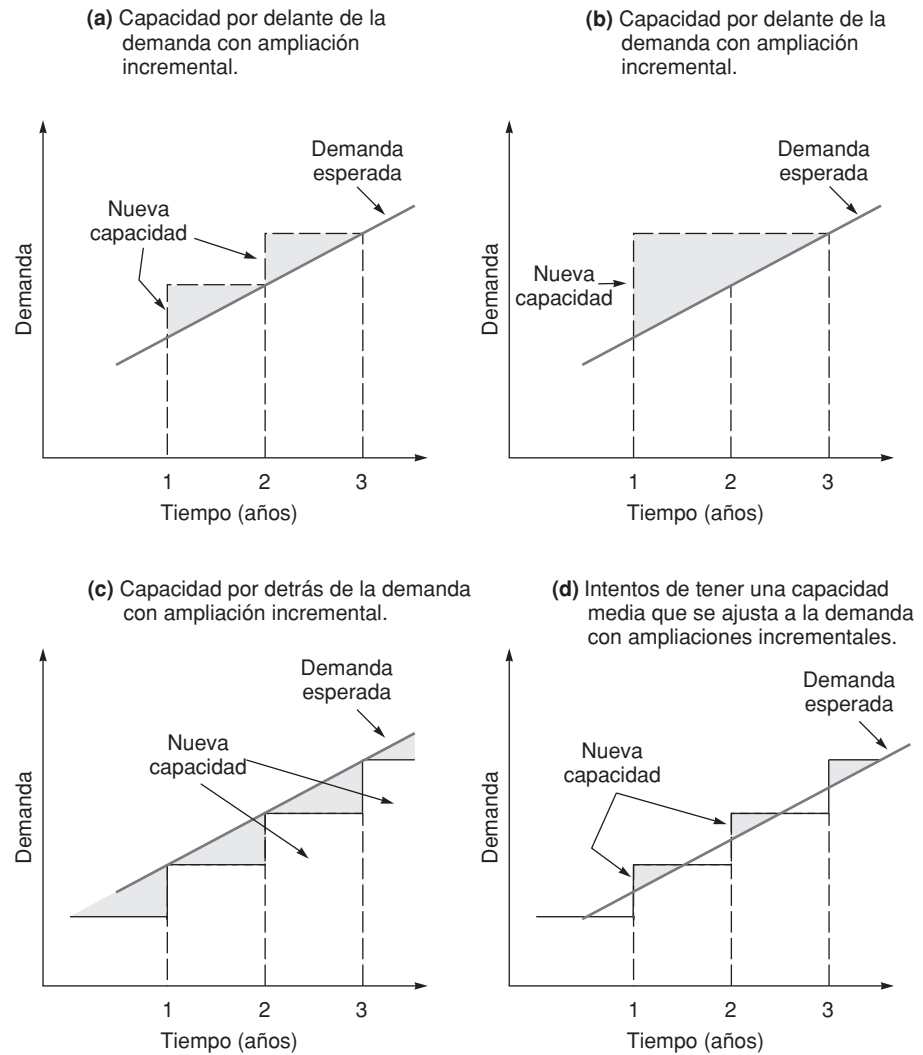 (a) Capacidad por delante de la
demanda con ampliación
incremental.
Demanda
esperada
Nueva
capacidad
Demanda
1 2 3
Tiempo (años)
(b) Capacidad por delante de la
demanda con ampliación
incremental.
Demanda
esperada
Nueva
capacidad
Demanda
1 2 3
Tiempo (años)
(c) Capacidad por detrás de la demanda
con ampliación incremental.
Demanda
esperada
Nueva
capacidad
Demanda
1 2 3
Tiempo (años)
(d) Intentos de tener una capacidad
media que se ajusta a la demanda
con ampliaciones incrementales.
Demanda
esperada
Nueva
capacidad
Demanda
1 2 3
Tiempo (años)